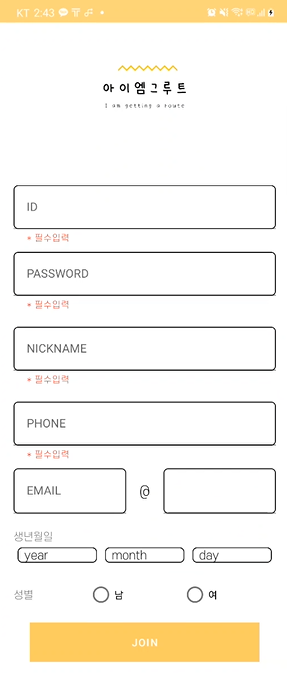 KT 2:43
아이엠그루트
I am getting a route
ID
* 필수입력
PASSWORD
* 필수입력
NICKNAME
* 필수입력
PHONE
* 필수입력
EMAIL @
생년월일
year month day
성별 남 여
JOIN